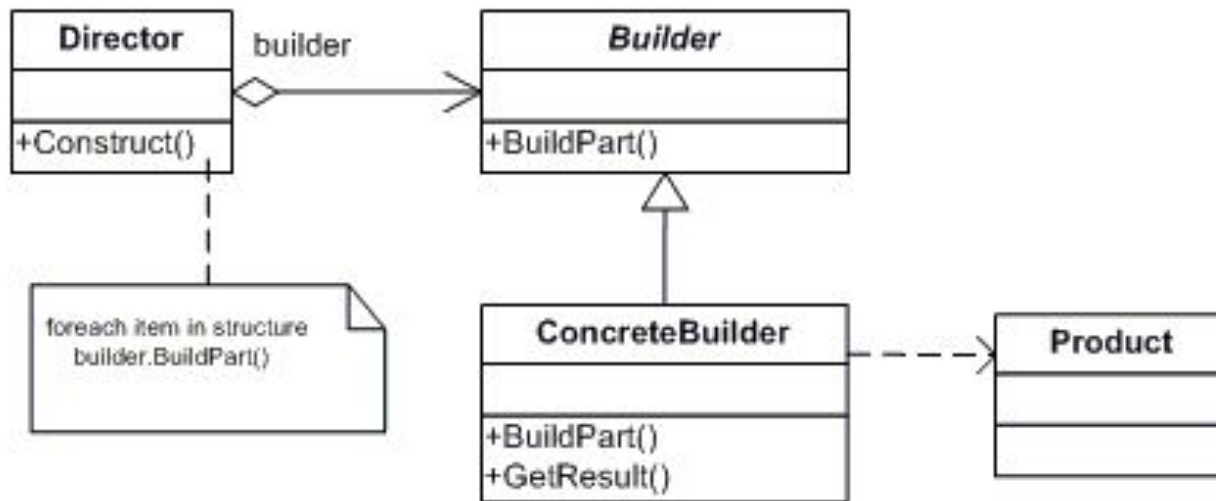 Director
builder
Builder
+Construct()
+BuildPart()
foreach item in structure
builder.BuildPart()
ConcreteBuilder
Product
+BuildPart()
+GetResult()